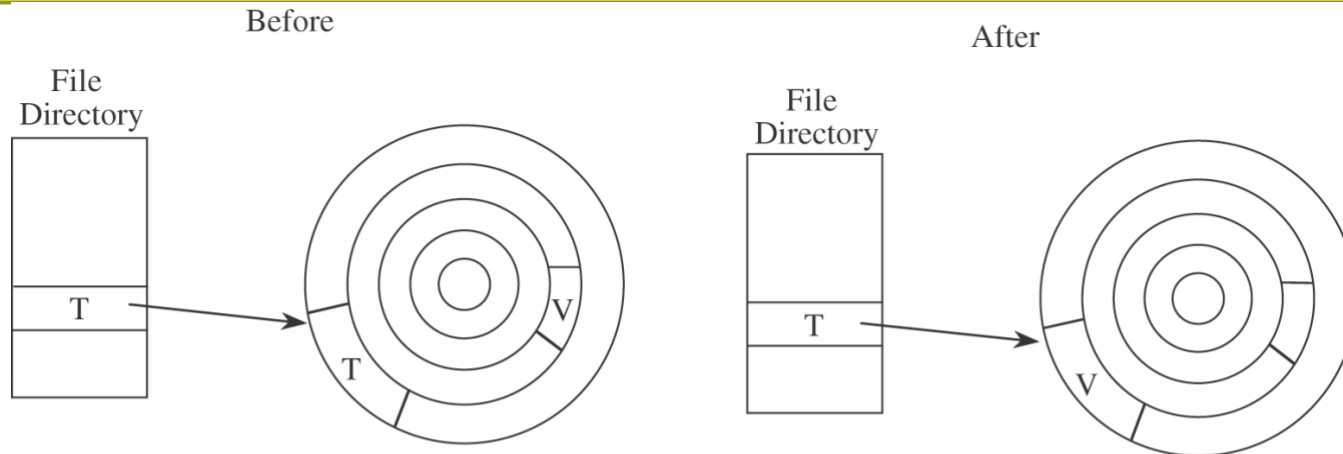 Before
File
Directory
T
T
V
After
File
Directory
T
V